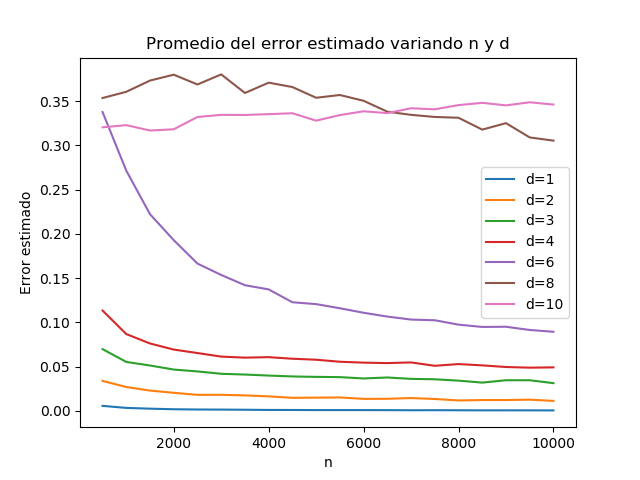 Promedio del error estimado variando n y d
Error estimado
0.35
0.30
0.25
0.20
0.15
0.10
0.05
0.00
d=1
d=2
d=3
d=4
d=6
d=8
d=10
2000 4000 6000 8000 10000
n